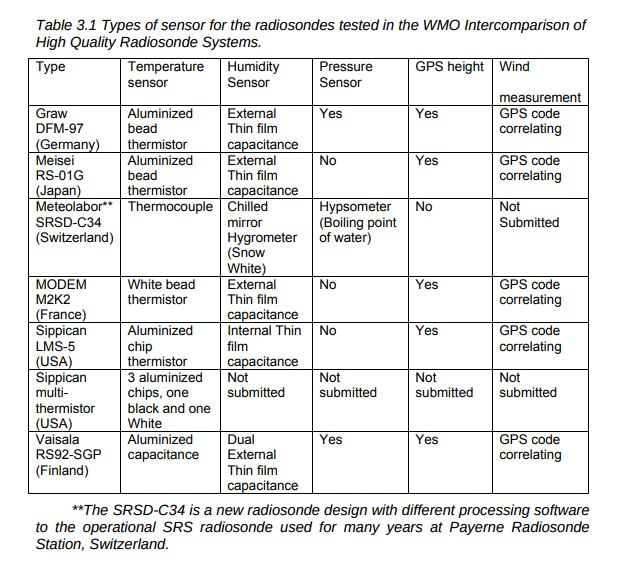 Table 3.1 Types of sensor for the radiosondes tested in the WMO Intercomparison of
High Quality Radiosonde Systems.
Type | Temperature sensor | Humidity Sensor | Pressure Sensor | GPS height | Wind measurement
Graw DFM-97 (Germany) | Aluminized bead thermistor | External Thin film capacitance | Yes | Yes | GPS code correlating
Meisei RS-01G (Japan) | Aluminized bead thermistor | External Thin film capacitance | No | Yes | GPS code correlating
Meteolabor** SRSD-C34 (Switzerland) | Thermocouple | Chilled mirror Hygrometer (Snow White) | Hypsometer (Boiling point of water) | No | Not Submitted
MODEM M2K2 (France) | White bead thermistor | External Thin film capacitance | No | Yes | GPS code correlating
Sippican LMS-5 (USA) | Aluminized chip thermistor | Internal Thin film capacitance | No | Yes | GPS code correlating
Sippican multi-thermistor (USA) | 3 aluminized chips, one black and one White | Not submitted | Not submitted | Not submitted | Not submitted
Vaisala RS92-SGP (Finland) | Aluminized capacitance | Dual External Thin film capacitance | Yes | Yes | GPS code correlating
**The SRSD-C34 is a new radiosonde design with different processing software
to the operational SRS radiosonde used for many years at Payerne Radiosonde
Station, Switzerland.